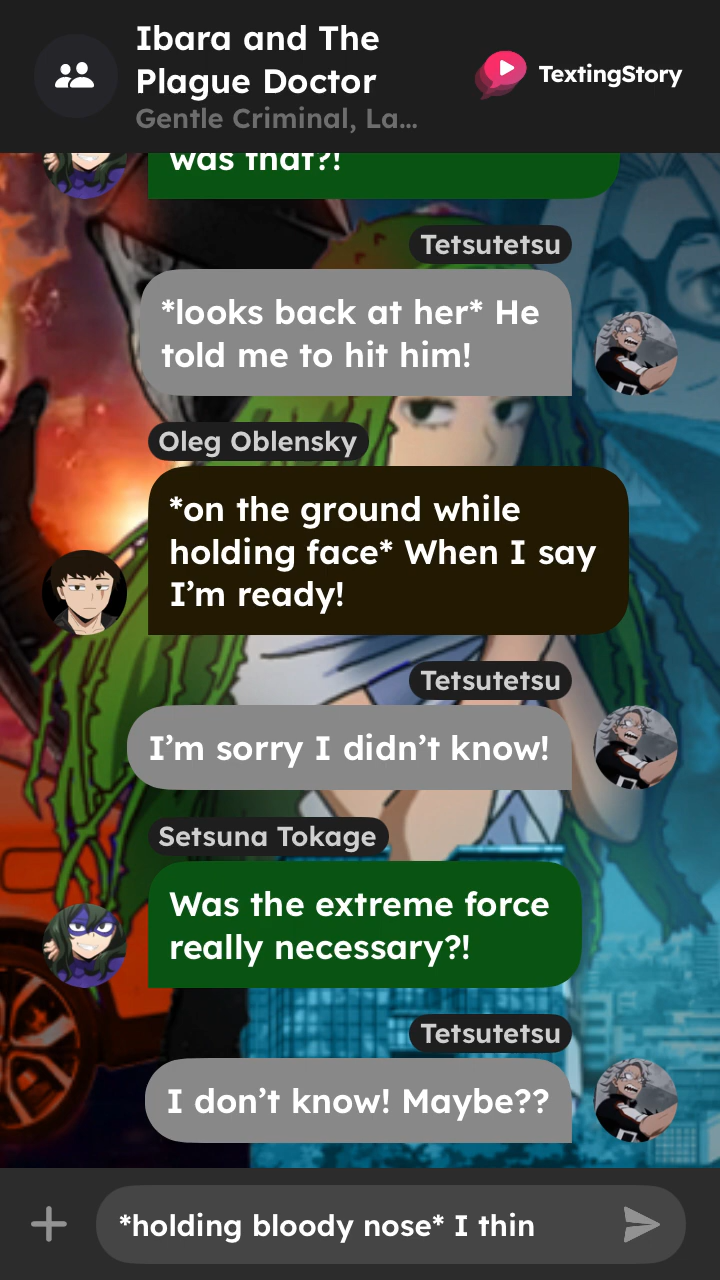 Ibara and The
Plague Doctor
Gentle Criminal, La...
TextingStory
was that?!
Tetsutetsu
*looks back at her* He
told me to hit him!
Oleg Oblensky
*on the ground while
holding face* When I say
I’m ready!
Tetsutetsu
I’m sorry I didn’t know!
Setsuna Tokage
Was the extreme force
really necessary?!
Tetsutetsu
I don’t know! Maybe??
*holding bloody nose* I thin